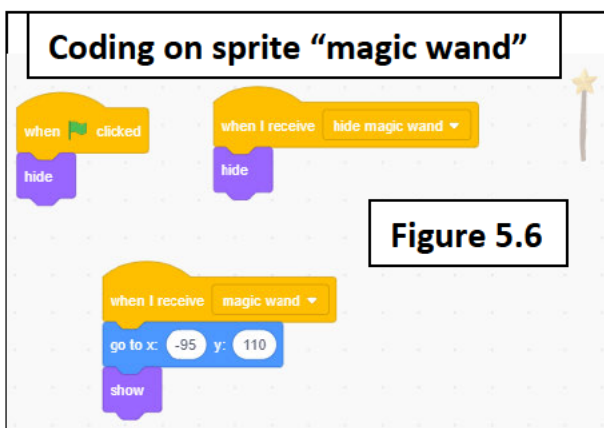 Coding on sprite “magic wand”
when clicked
hide
when I receive hide magic wand
hide
Figure 5.6
when I receive magic wand
go to x: -95 y: 110
show